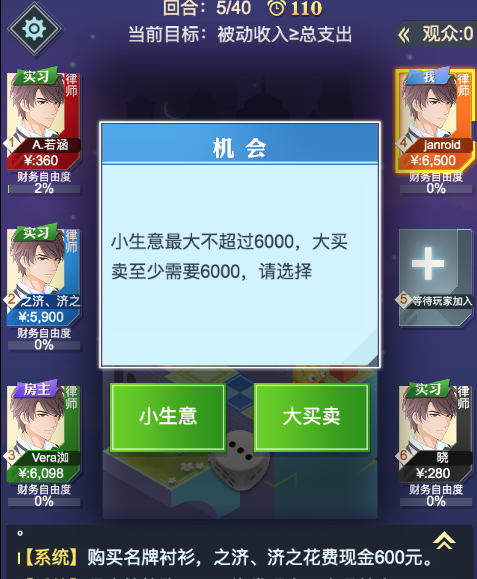 回合：5/40 110
当前目标：被动收入≥总支出
观众:0
实习
律师
1
A.若涵
¥:360
财务自由度
2%
我
律师
4
janroid
¥:6,500
财务自由度
0%
机会
小生意最大不超过6000，大买
卖至少需要6000，请选择
小生意
大买卖
实习
律师
2
之济、济之
¥:5,900
财务自由度
0%
5
等待玩家加入
房主
律师
3
Vera洳
¥:6,098
财务自由度
0%
实习
律师
6
晓
¥:280
财务自由度
0%
。
【系统】购买名牌衬衫，之济、济之花费现金600元。